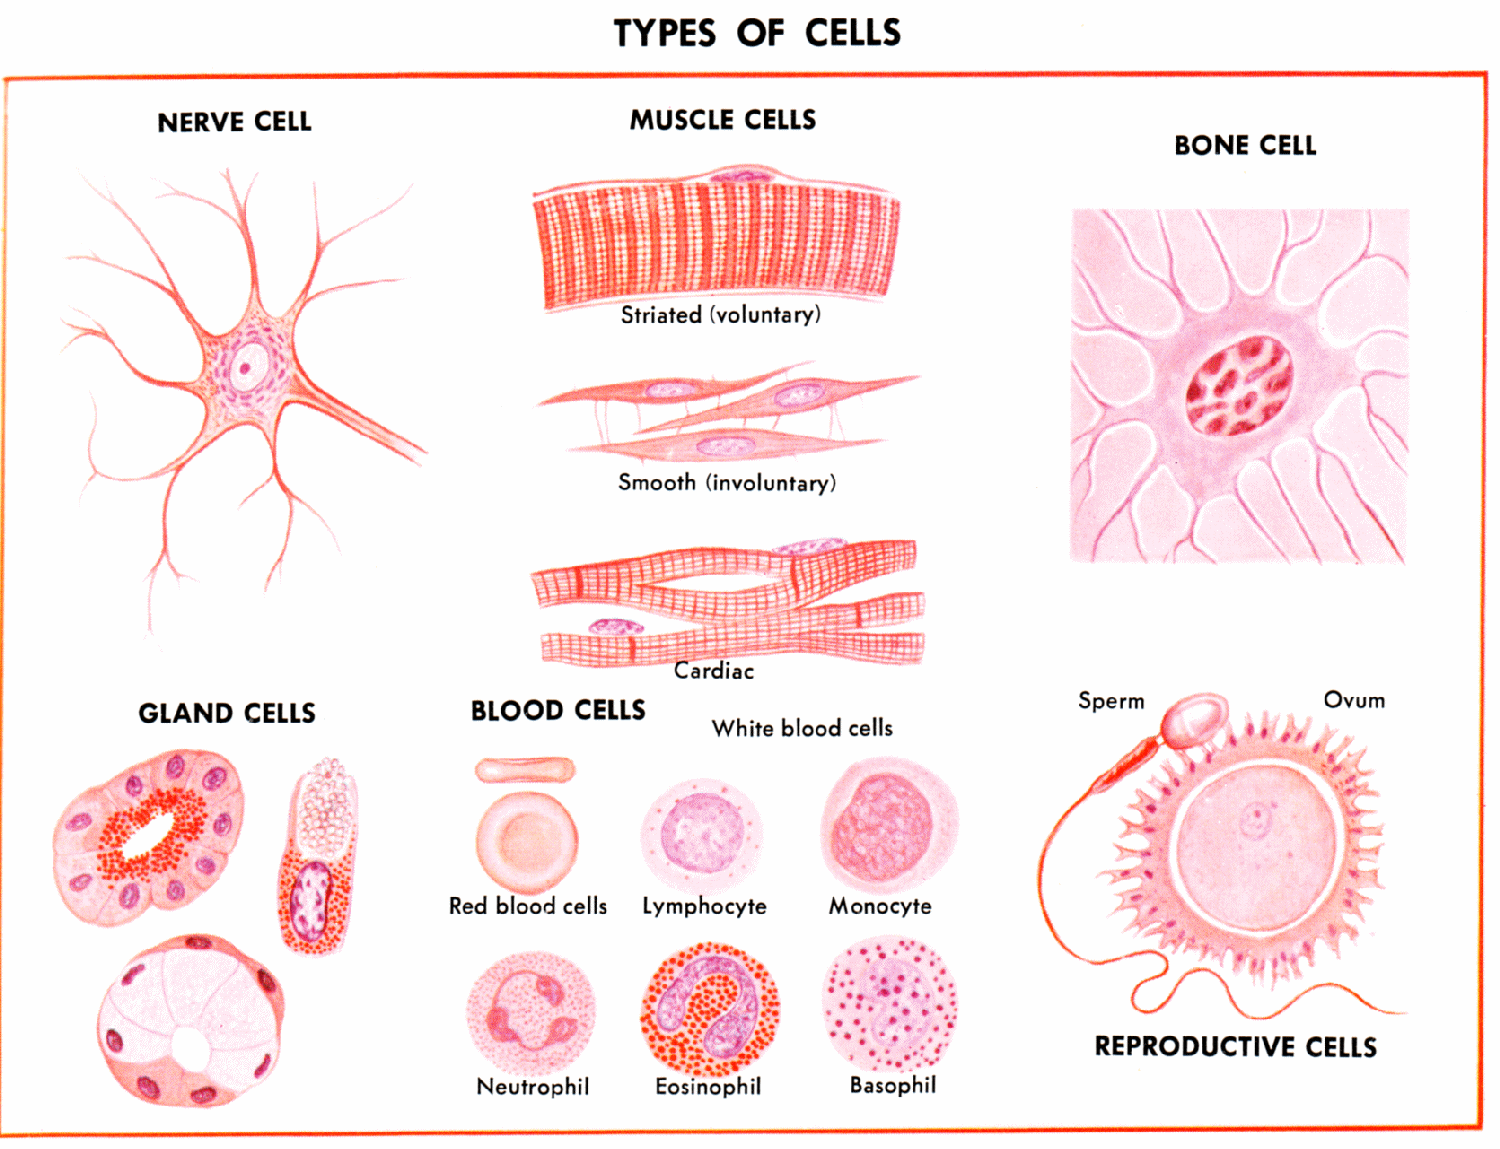 TYPES OF CELLS
NERVE CELL
MUSCLE CELLS
BONE CELL
Striated (voluntary)
Smooth (involuntary)
Cardiac
GLAND CELLS
BLOOD CELLS
White blood cells
Sperm
Ovum
Red blood cells
Lymphocyte
Monocyte
Neutrophil
Eosinophil
Basophil
REPRODUCTIVE CELLS